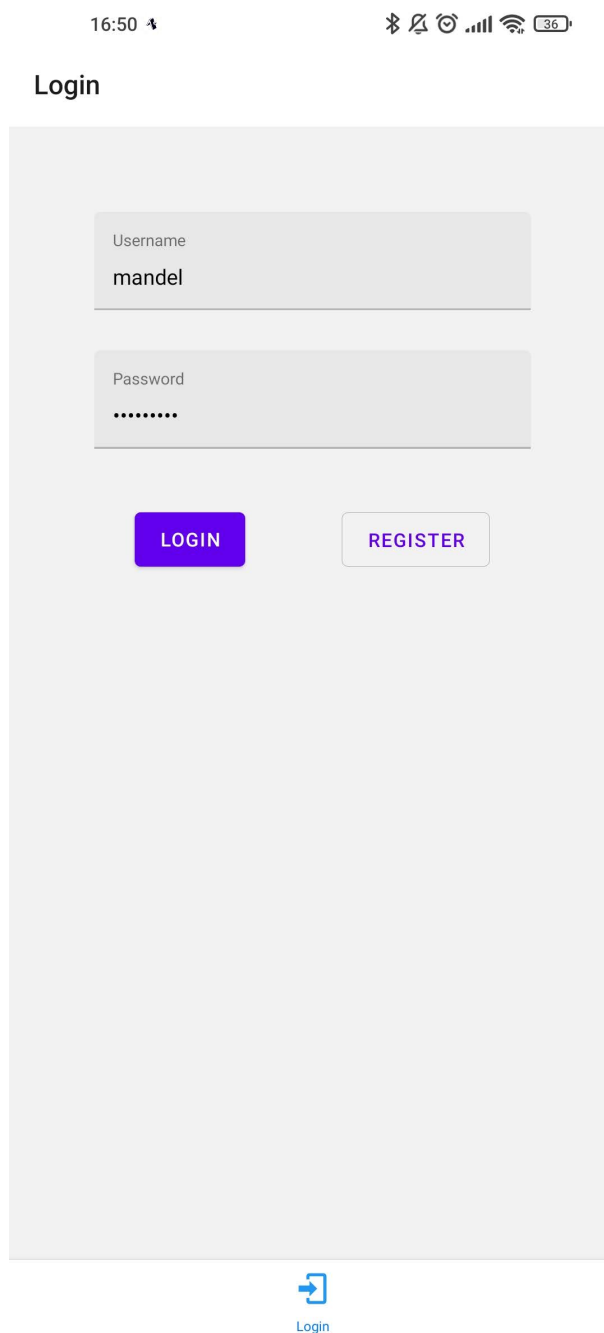 16:50 36
Login
Username
mandel
Password
•••••••••
LOGIN REGISTER
Login